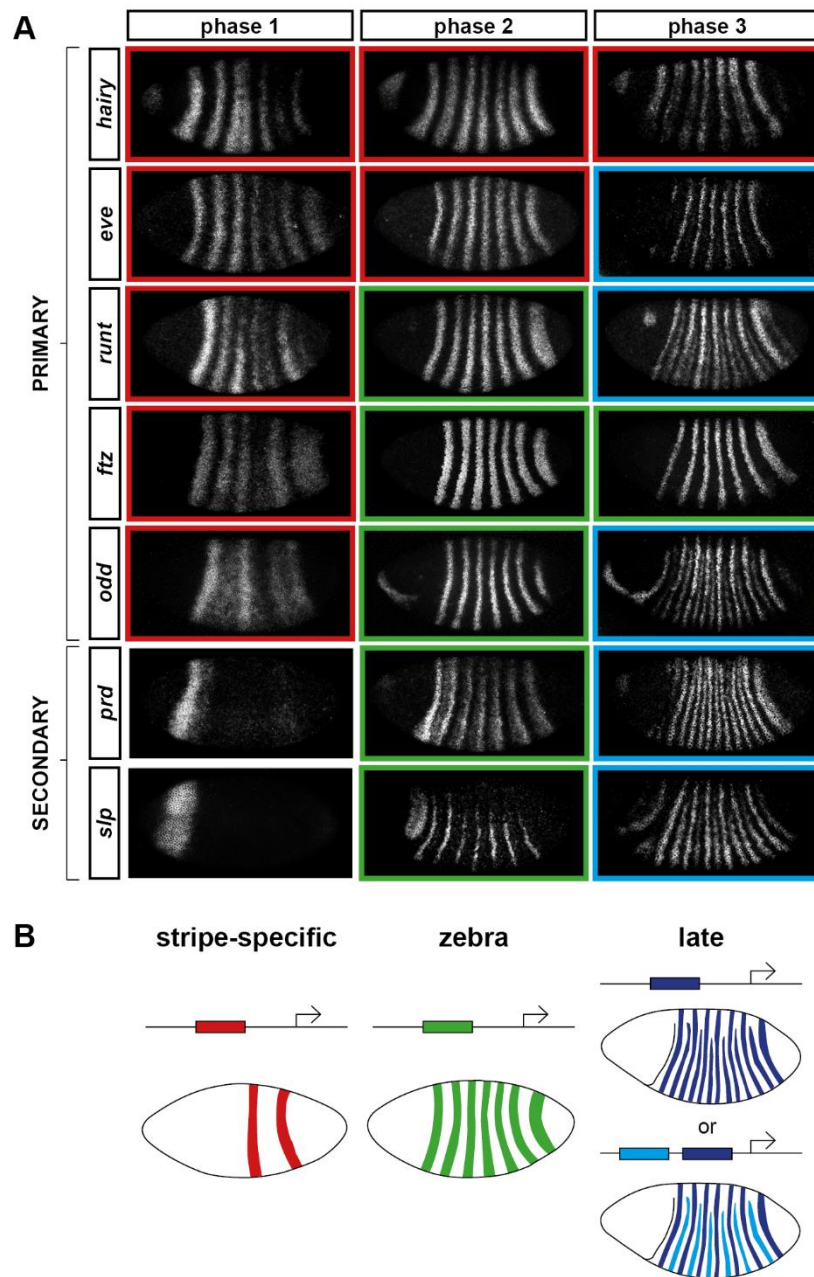 A
phase 1
phase 2
phase 3
PRIMARY
hairy
eve
runt
ftz
odd
SECONDARY
prd
slp
B
stripe-specific
zebra
late
or